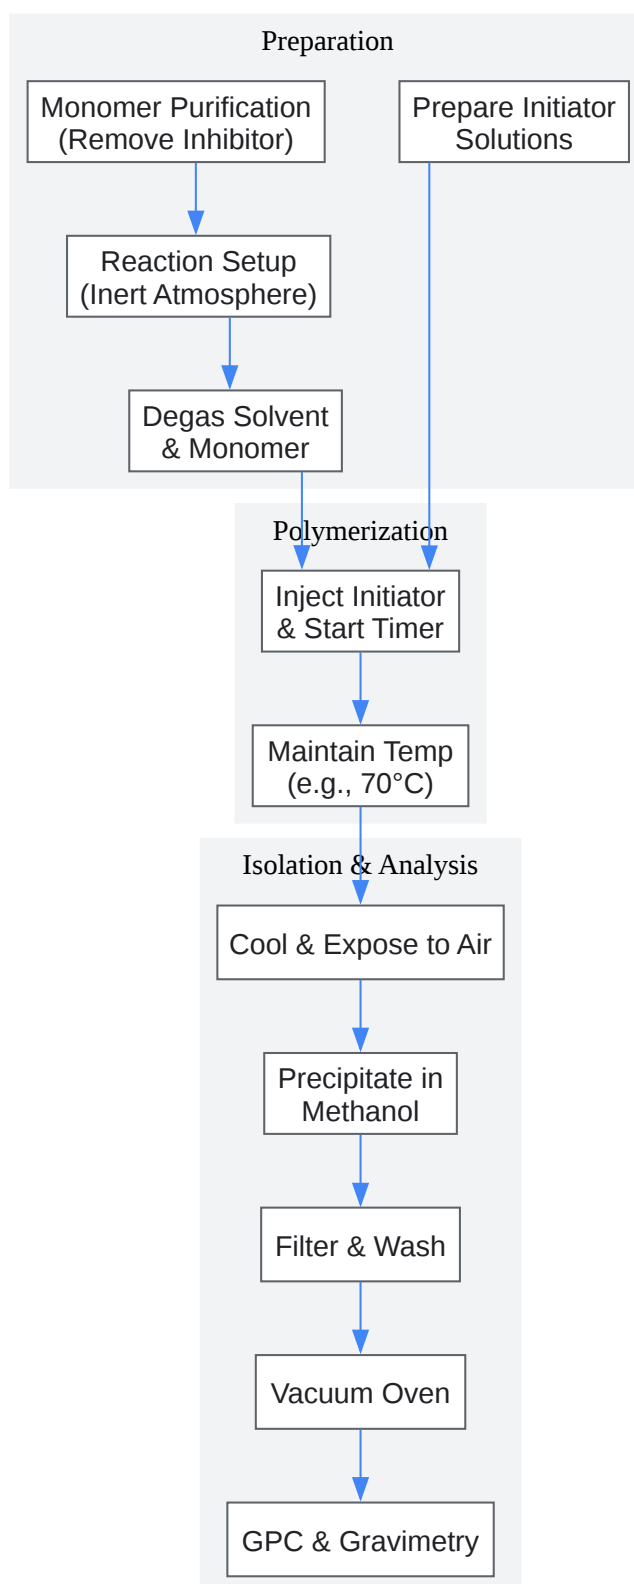 Preparation
Monomer Purification
(Remove Inhibitor)
Prepare Initiator
Solutions
Reaction Setup
(Inert Atmosphere)
Degas Solvent
& Monomer
Polymerization
Inject Initiator
& Start Timer
Maintain Temp
(e.g., 70°C)
Isolation & Analysis
Cool & Expose to Air
Precipitate in
Methanol
Filter & Wash
Vacuum Oven
GPC & Gravimetry